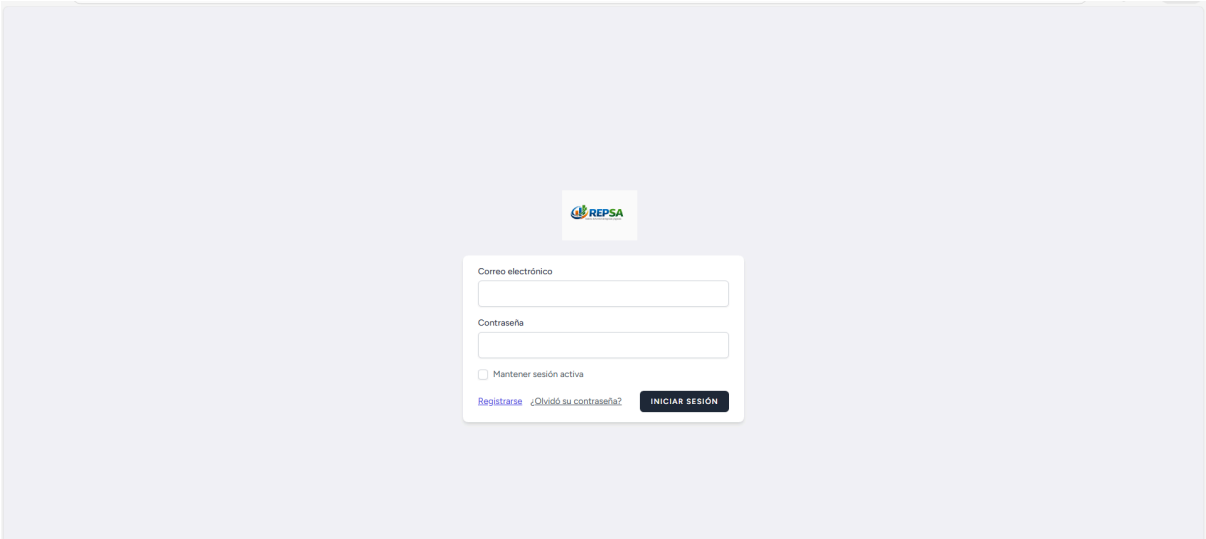 REPSA
Correo electrónico
Contraseña
Mantener sesión activa
Registrarse ¿Olvidó su contraseña? INICIAR SESIÓN